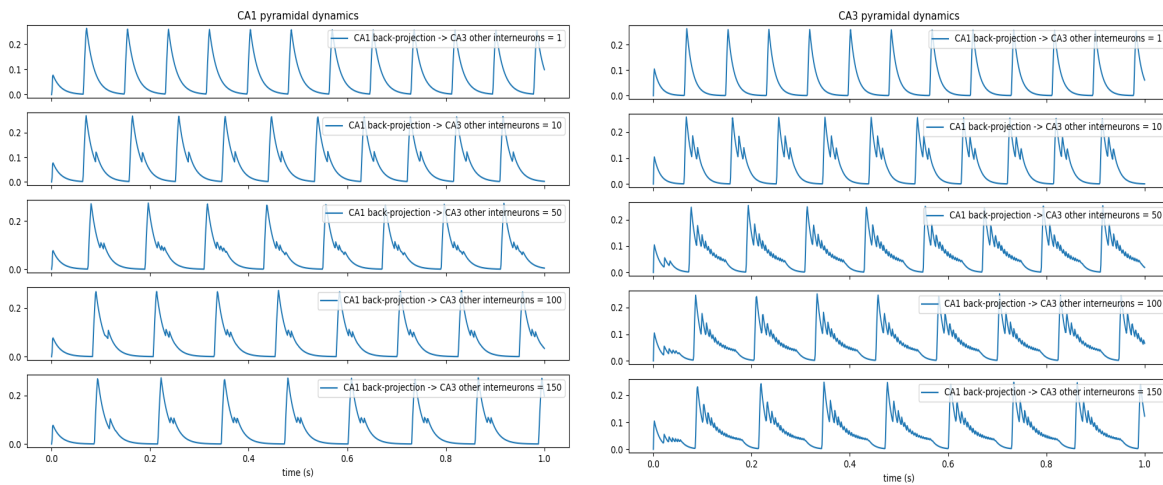 CA1 pyramidal dynamics
CA1 back-projection -> CA3 other interneurons = 1
0.2
0.1
0.0
CA1 back-projection -> CA3 other interneurons = 10
0.2
0.1
0.0
CA1 back-projection -> CA3 other interneurons = 50
0.2
0.1
0.0
CA1 back-projection -> CA3 other interneurons = 100
0.2
0.1
0.0
CA1 back-projection -> CA3 other interneurons = 150
0.2
0.1
0.0
0.0 0.2 0.4 0.6 0.8 1.0
time (s)
CA3 pyramidal dynamics
CA1 back-projection -> CA3 other interneurons = 1
0.2
0.1
0.0
CA1 back-projection -> CA3 other interneurons = 10
0.2
0.1
0.0
CA1 back-projection -> CA3 other interneurons = 50
0.2
0.1
0.0
CA1 back-projection -> CA3 other interneurons = 100
0.2
0.1
0.0
CA1 back-projection -> CA3 other interneurons = 150
0.2
0.1
0.0
0.0 0.2 0.4 0.6 0.8 1.0
time (s)